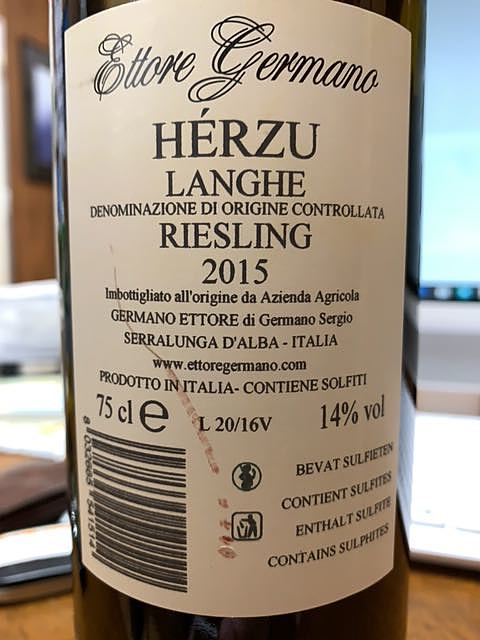 Ettore Germano
HÉRZU
LANGHE
DENOMINAZIONE DI ORIGINE CONTROLLATA
RIESLING
2015
Imbottigliato all'origine da Azienda Agricola
GERMANO ETTORE di Germano Sergio
SERRALUNGA D'ALBA - ITALIA
www.ettoregermano.com
PRODOTTO IN ITALIA- CONTIENE SOLFITI
75 cl e L 20/16V 14% vol
BEVAT SULFIETEN
CONTIENT SULFITES
ENTHALT SULFITE
CONTAINS SULPHITES